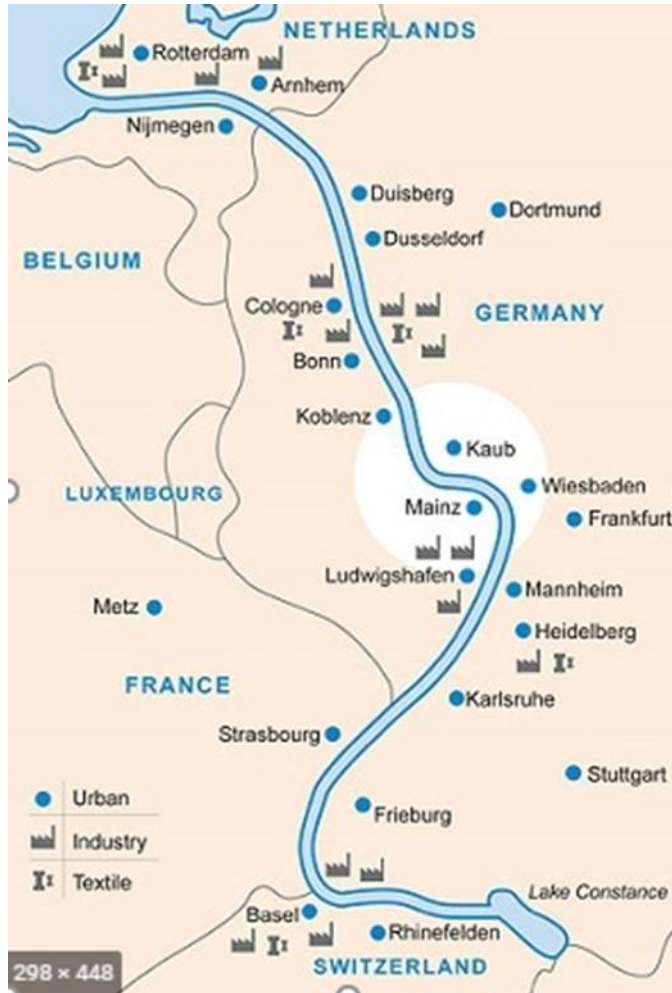 NETHERLANDS
Rotterdam
Arnhem
Nijmegen
Duisberg
Dortmund
Dusseldorf
BELGIUM
Cologne
GERMANY
Bonn
Koblenz
Kaub
Wiesbaden
LUXEMBOURG
Mainz
Frankfurt
Ludwigshafen
Mannheim
Metz
Heidelberg
FRANCE
Karlsruhe
Strasbourg
Stuttgart
Urban
Frieburg
Industry
Textile
Lake Constance
Basel
Rhinefelden
SWITZERLAND
298 × 448